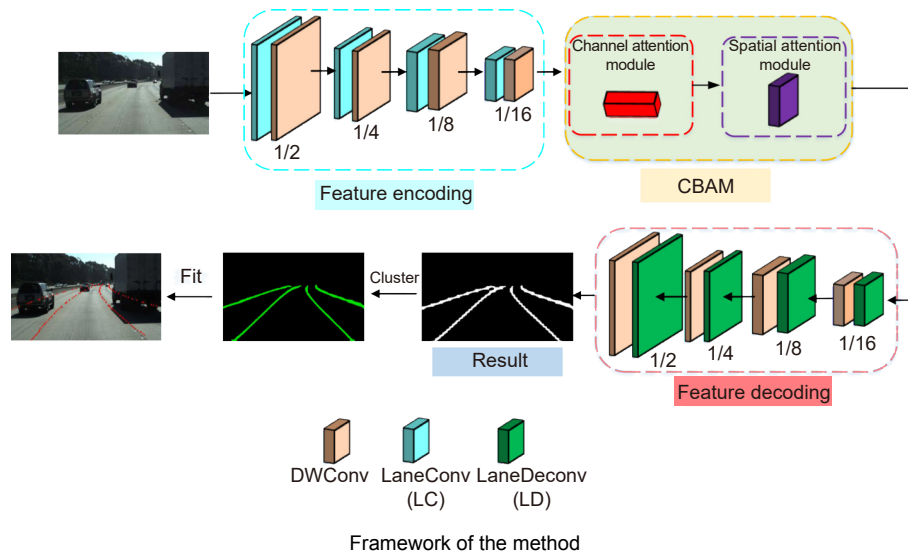 Channel attention
module
Spatial attention
module
1/2
1/4
1/8
1/16
Feature encoding
CBAM
Fit
Cluster
Result
1/2
1/4
1/8
1/16
Feature decoding
DWConv
LaneConv
(LC)
LaneDeconv
(LD)
Framework of the method